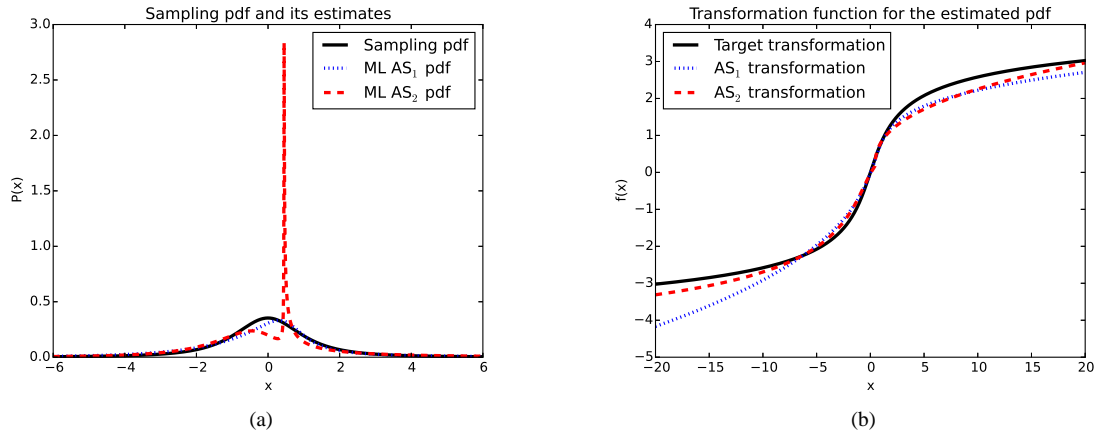 Sampling pdf and its estimates
3.0
2.5
2.0
1.5
1.0
0.5
0.0
P(x)
Sampling pdf
ML AS₁ pdf
ML AS₂ pdf
−6 −4 −2 0 2 4 6
x
(a)
Transformation function for the estimated pdf
4
3
2
1
0
−1
−2
−3
−4
−5
f(x)
Target transformation
AS₁ transformation
AS₂ transformation
−20 −15 −10 −5 0 5 10 15 20
x
(b)